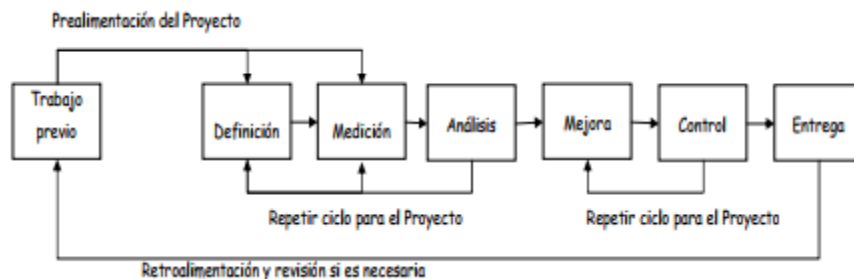 Prealimentación del Proyecto
Trabajo
previo
Definición
Medición
Análisis
Mejora
Control
Entrega
Repetir ciclo para el Proyecto
Repetir ciclo para el Proyecto
Retroalimentación y revisión si es necesaria